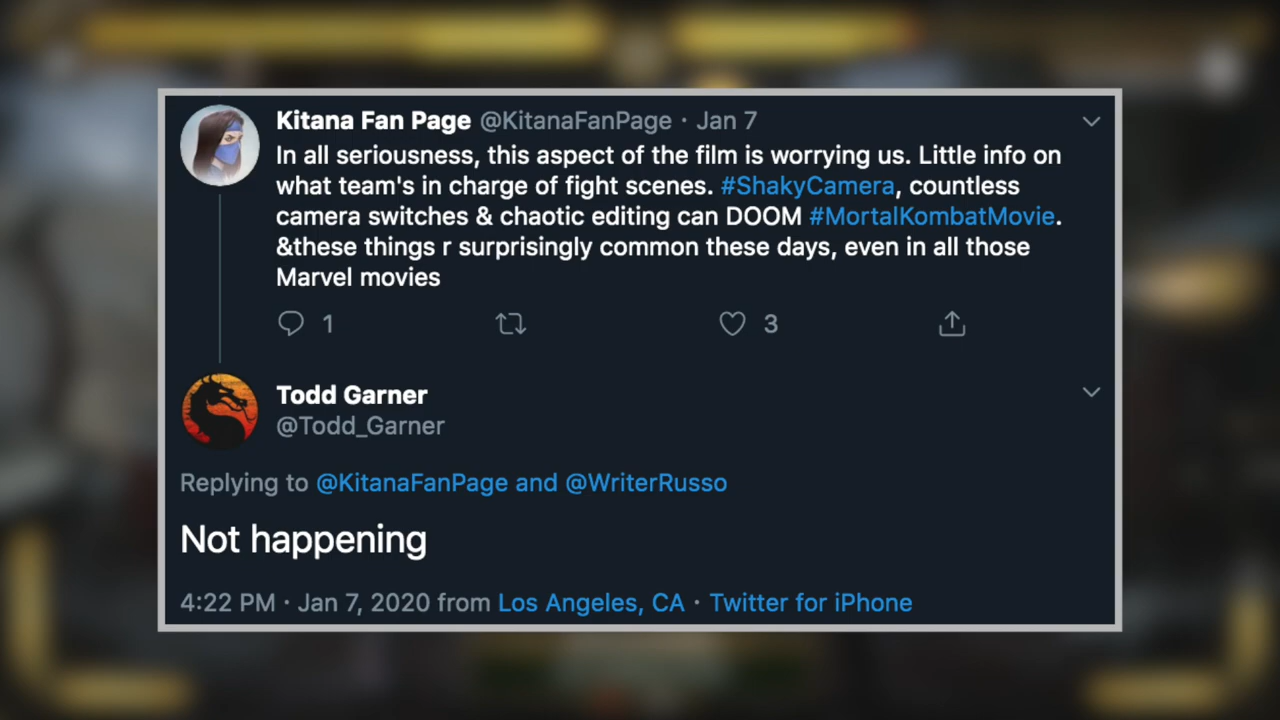 Kitana Fan Page @KitanaFanPage · Jan 7
In all seriousness, this aspect of the film is worrying us. Little info on
what team's in charge of fight scenes. #ShakyCamera, countless
camera switches & chaotic editing can DOOM #MortalKombatMovie.
&these things r surprisingly common these days, even in all those
Marvel movies
1 3
Todd Garner
@Todd_Garner
Replying to @KitanaFanPage and @WriterRusso
Not happening
4:22 PM · Jan 7, 2020 from Los Angeles, CA · Twitter for iPhone